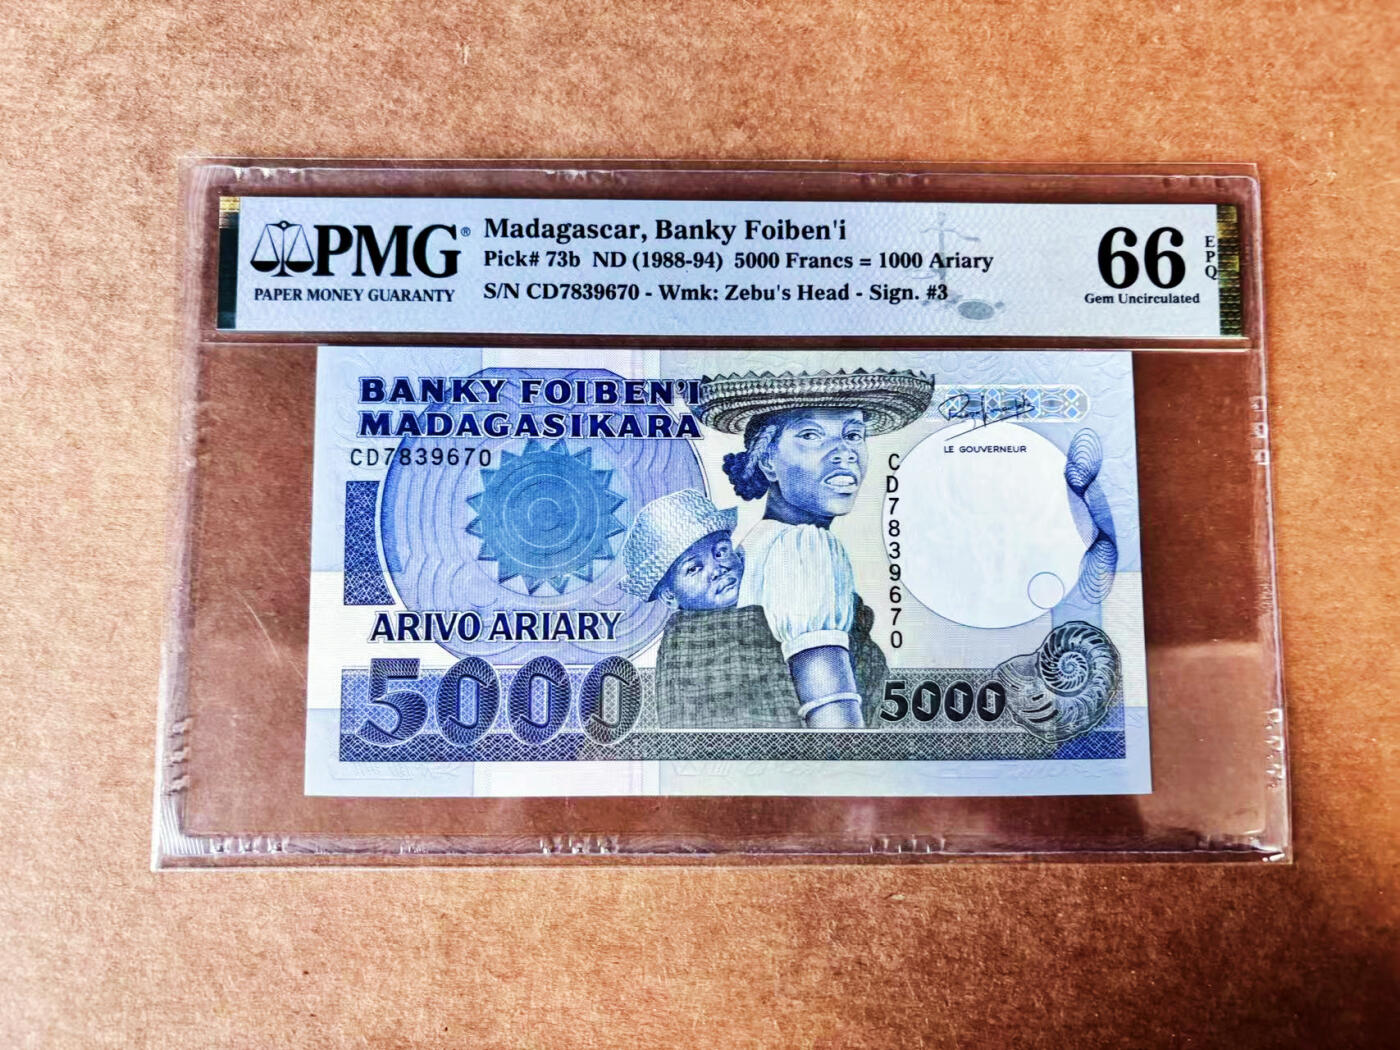 PMG®
PAPER MONEY GUARANTY
Madagascar, Banky Foiben'i
Pick# 73b ND (1988-94) 5000 Francs = 1000 Ariary
S/N CD7839670 - Wmk: Zebu's Head - Sign. #3
66
EPQ
Gem Uncirculated
BANKY FOIBEN'I
MADAGASIKARA
CD7839670
LE GOUVERNEUR
CD7839670
ARIVO ARIARY
5000
5000